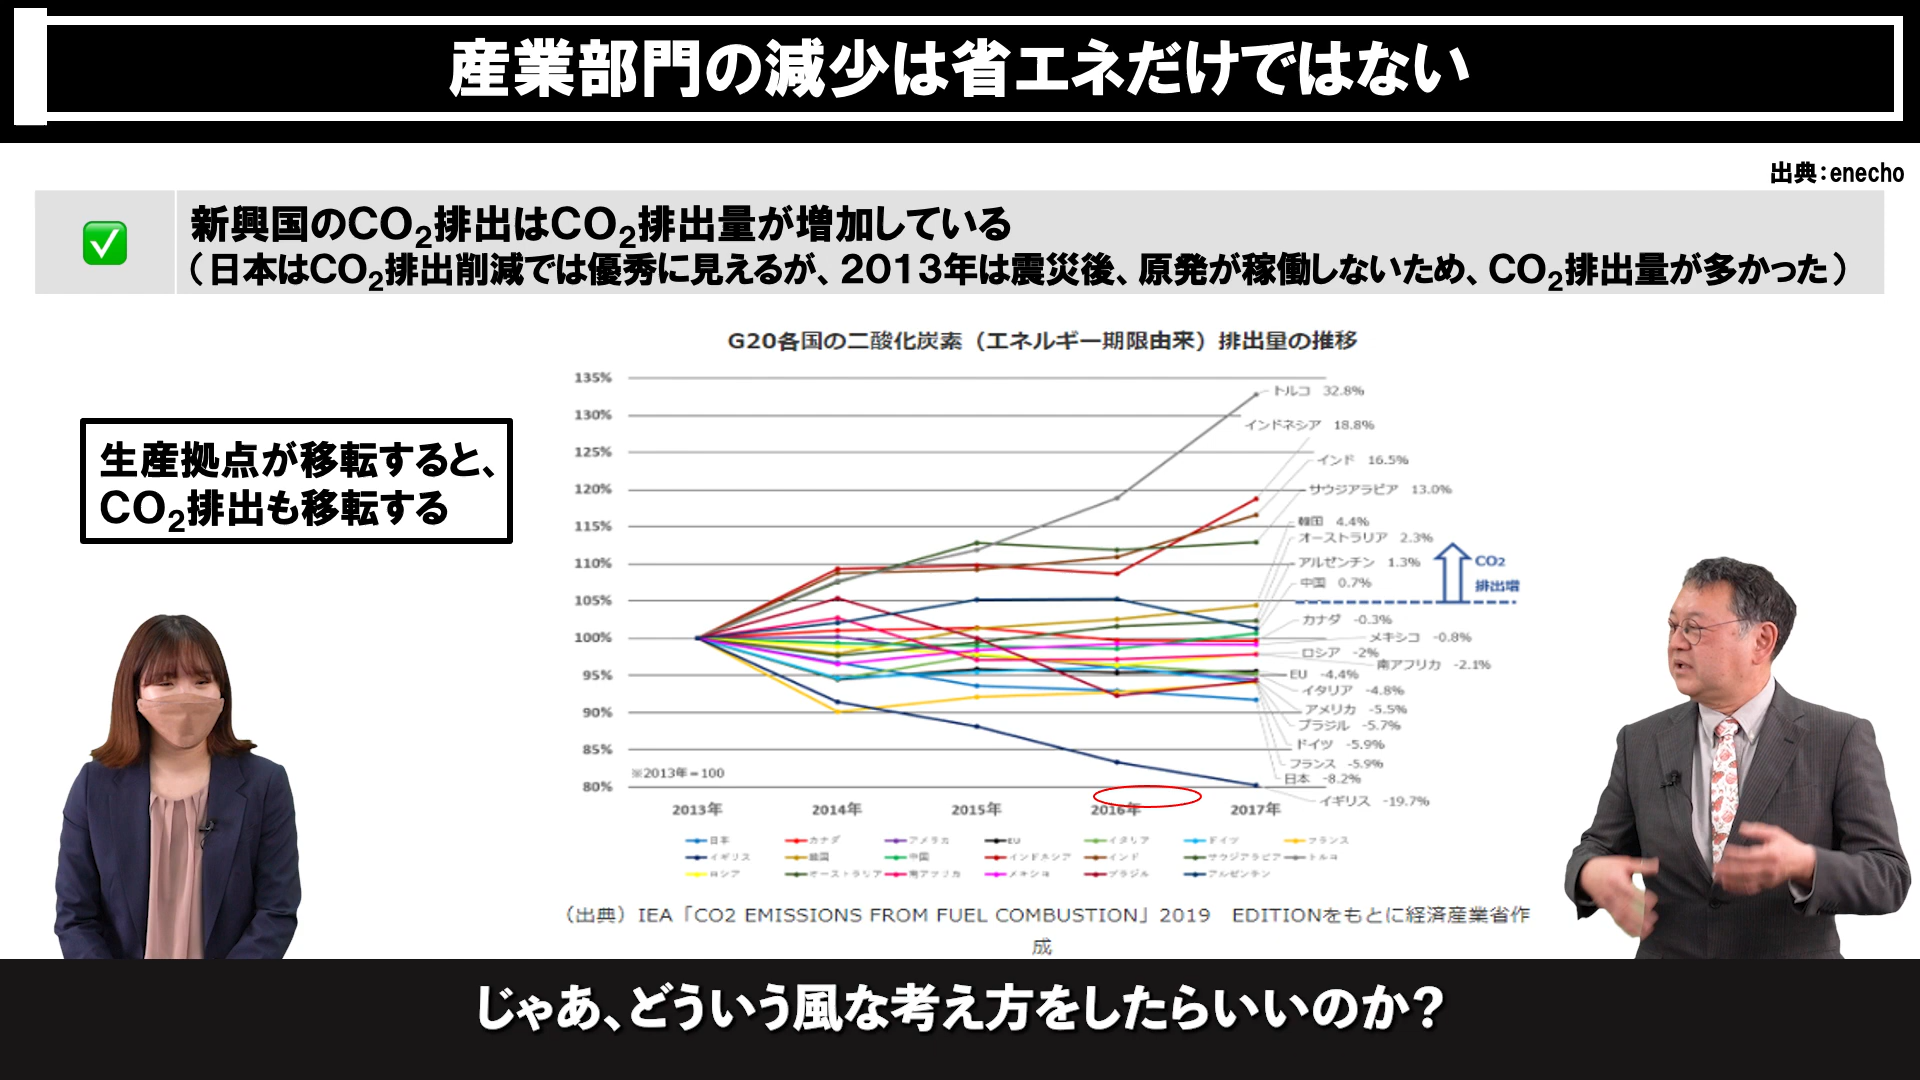 産業部門の減少は省エネだけではない
出典：enecho
新興国のCO2排出はCO2排出量が増加している
（日本はCO2排出削減では優秀に見えるが、2013年は震災後、原発が稼働しないため、CO2排出量が多かった）
生産拠点が移転すると、
CO2排出も移転する
G20各国の二酸化炭素（エネルギー期限由来）排出量の推移
135%
130%
125%
120%
115%
110%
105%
100%
95%
90%
85%
80%
※2013年＝100
2013年 2014年 2015年 2016年 2017年
トルコ 32.8%
インドネシア 18.8%
インド 16.5%
サウジアラビア 13.0%
韓国 4.4%
オーストラリア 2.3%
アルゼンチン 1.3%
中国 0.7%
CO2
排出増
カナダ -0.3%
メキシコ -0.8%
ロシア -2%
南アフリカ -2.1%
EU -4.4%
イタリア -4.8%
アメリカ -5.5%
ブラジル -5.7%
ドイツ -5.9%
フランス -5.9%
日本 -8.2%
イギリス -19.7%
日本 カナダ アメリカ EU イタリア ドイツ フランス
イギリス 韓国 中国 インドネシア インド サウジアラビア トルコ
ロシア オーストラリア 南アフリカ メキシコ ブラジル アルゼンチン
（出典）IEA「CO2 EMISSIONS FROM FUEL COMBUSTION」2019 EDITIONをもとに経済産業省作
成
じゃあ、どういう風な考え方をしたらいいのか？